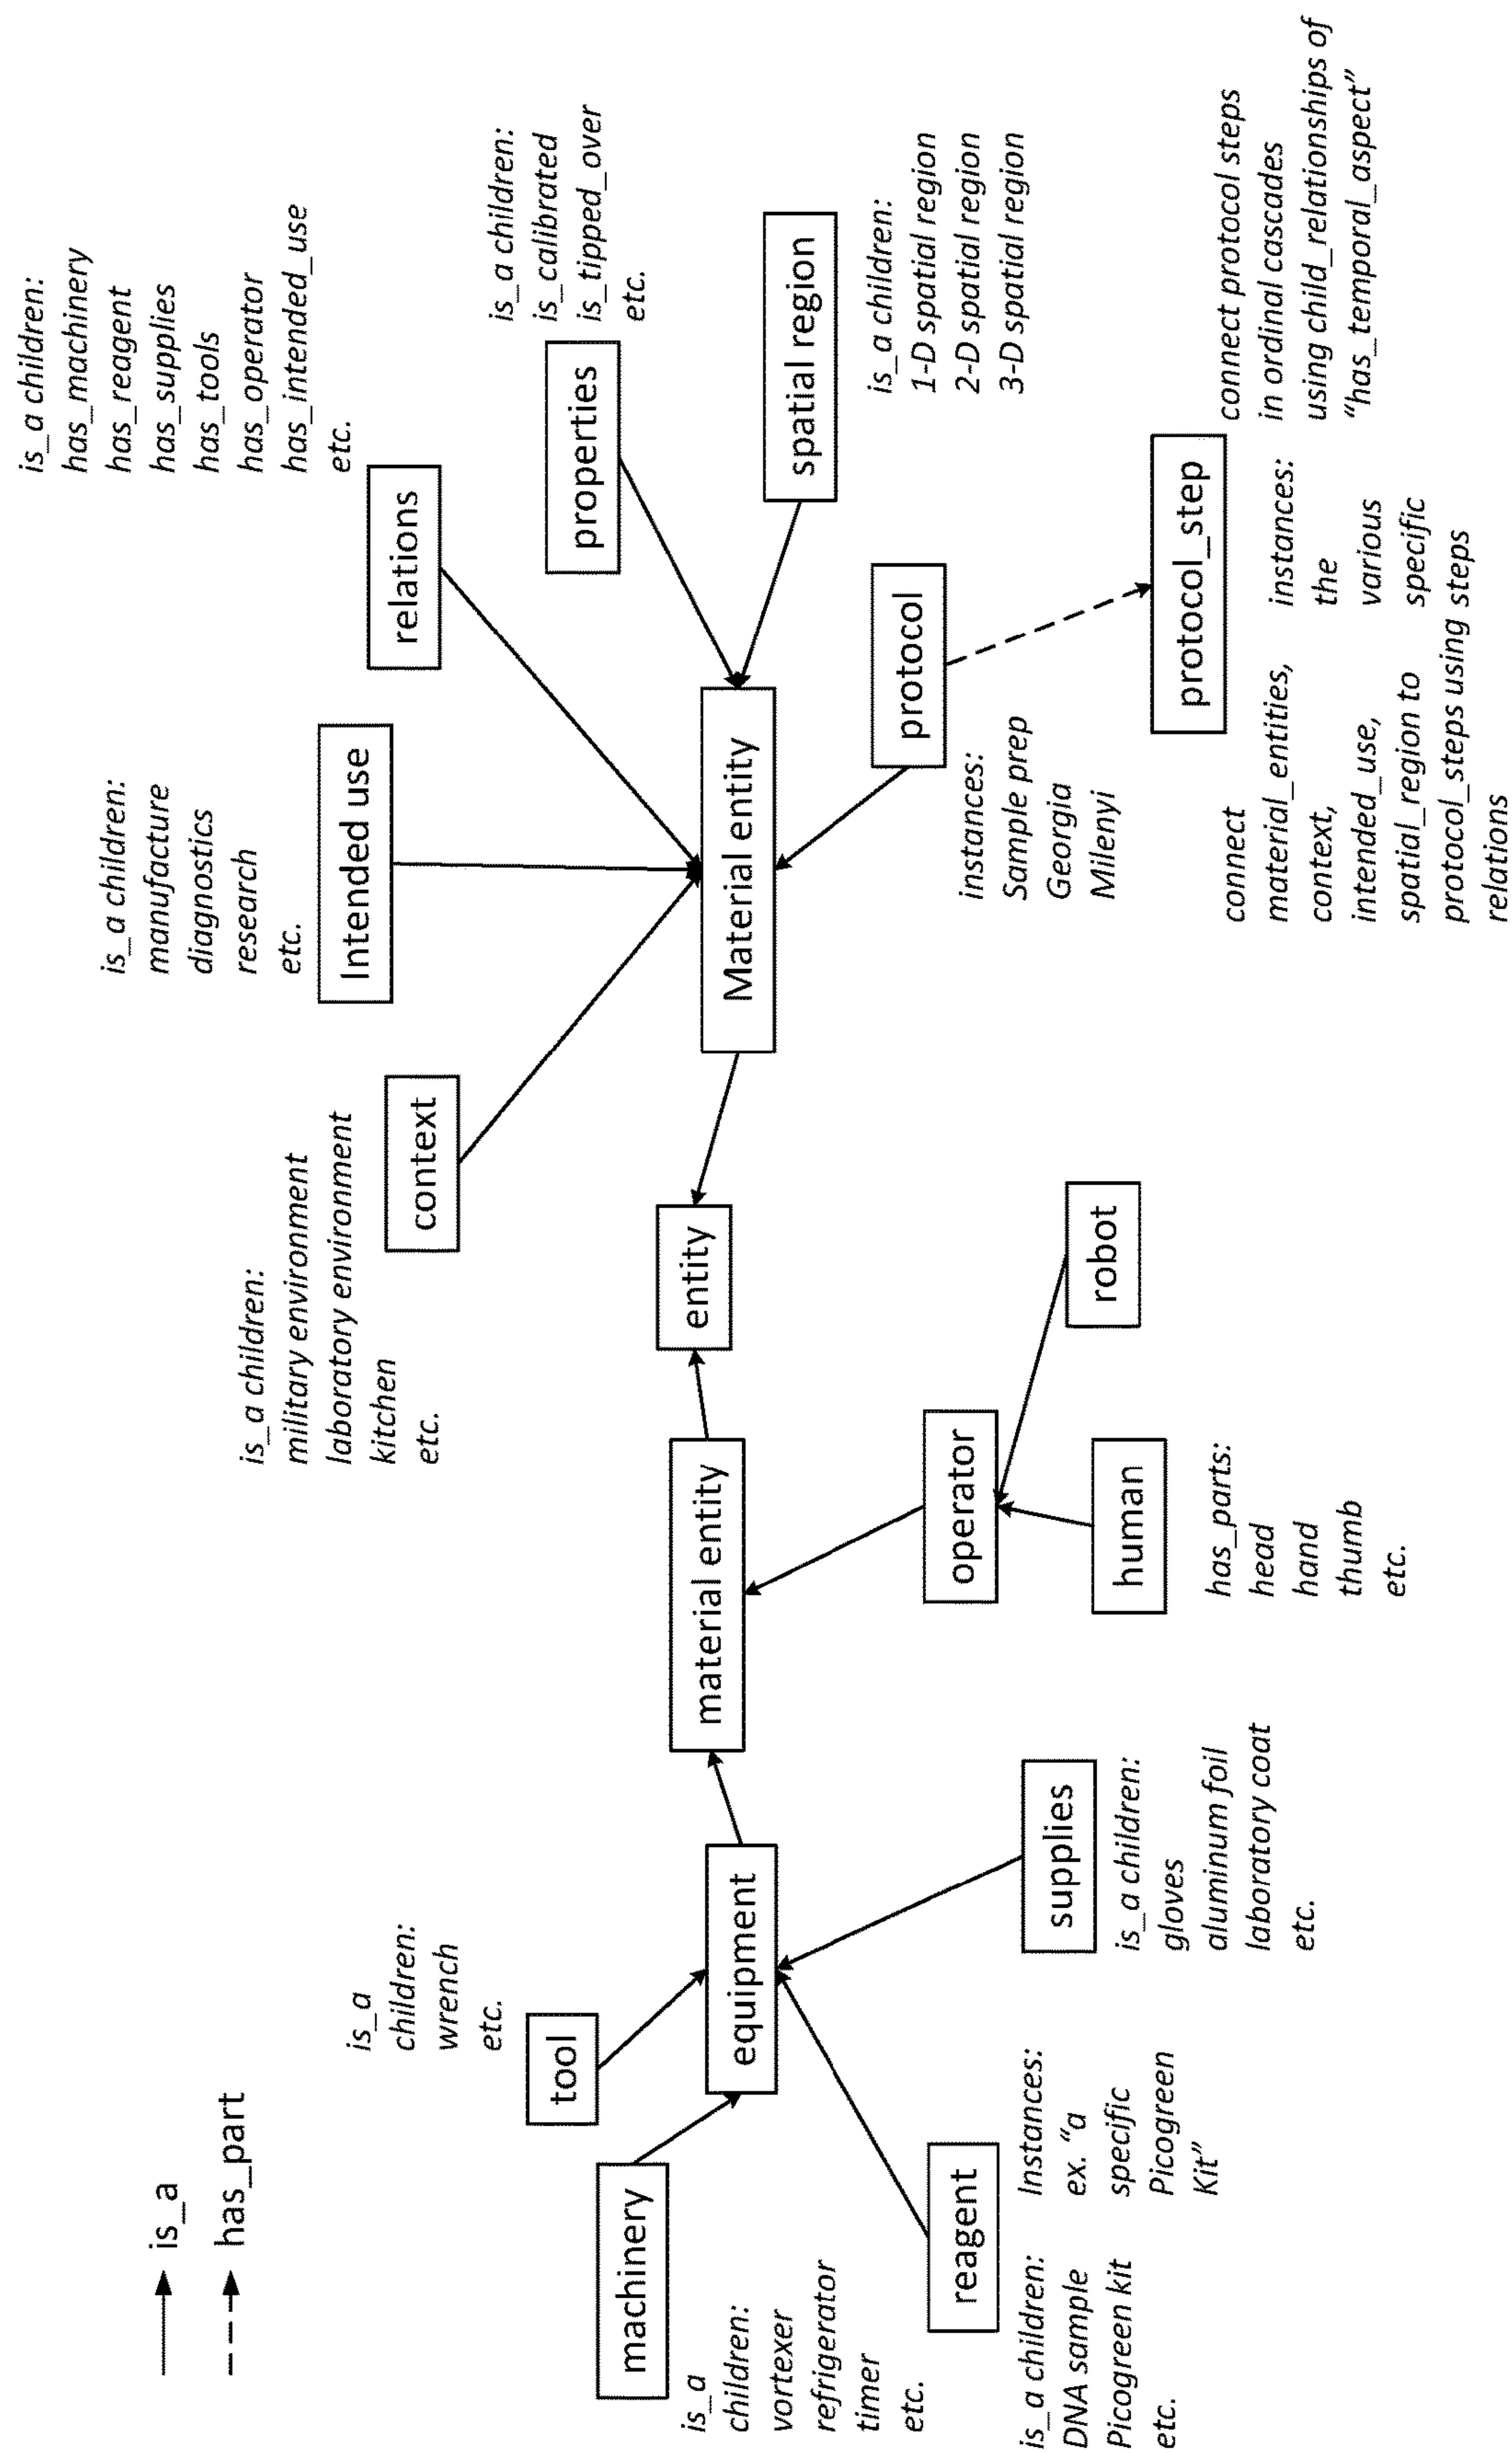 is_a
has_part
is_a children:
has_machinery
has_reagent
has_supplies
has_tools
has_operator
has_intended_use
etc.
relations
is_a children:
manufacture
diagnostics
research
etc.
Intended use
is_a children:
military environment
laboratory environment
kitchen
etc.
context
is_a children:
is_calibrated
is_tipped_over
etc.
properties
is_a
children:
wrench
etc.
tool
machinery
is_a
children:
vortexer
refrigerator
timer
etc.
equipment
material entity
entity
Material entity
spatial region
is_a children:
1-D spatial region
2-D spatial region
3-D spatial region
reagent
is_a children:
DNA sample
Picogreen kit
etc.
Instances:
ex. “a
specific
Picogreen
Kit”
supplies
is_a children:
gloves
aluminum foil
laboratory coat
etc.
operator
human
robot
has_parts:
head
hand
thumb
etc.
protocol
instances:
Sample prep
Georgia
Milenyi
protocol_step
connect
material_entities,
context,
intended_use,
spatial_region to
protocol_steps using
relations
instances:
the
various
specific
steps
connect protocol steps
in ordinal cascades
using child_relationships of
“has_temporal_aspect”